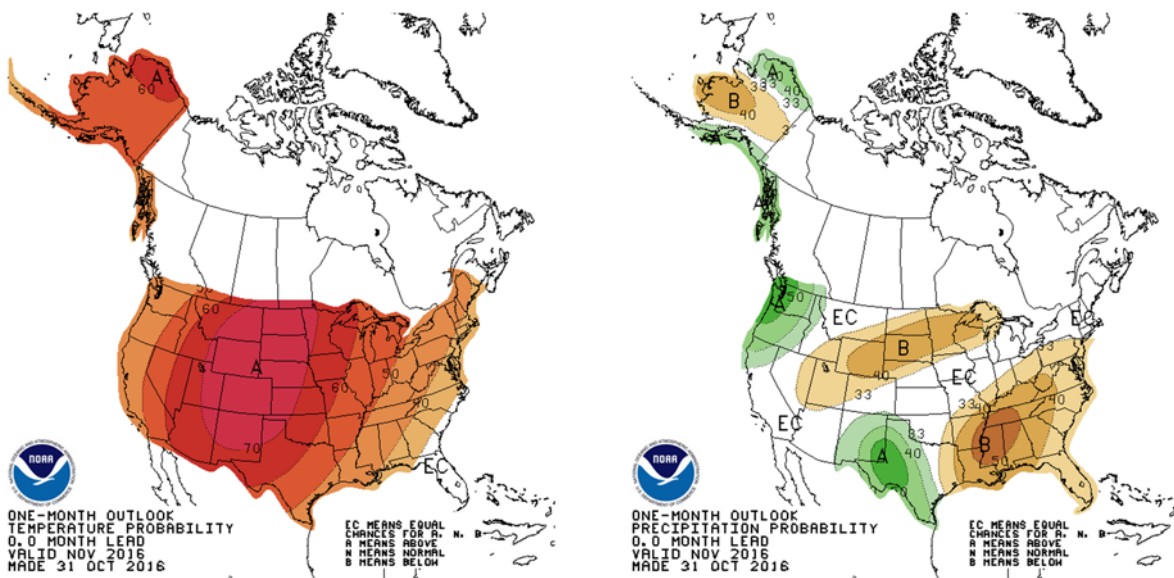 A
60
A
50
60
A
60
50
40
70
EC
NOAA
ONE-MONTH OUTLOOK
TEMPERATURE PROBABILITY
0.0 MONTH LEAD
VALID NOV 2016
MADE 31 OCT 2016
EC MEANS EQUAL
CHANCES FOR A, N, B
A MEANS ABOVE
N MEANS NORMAL
B MEANS BELOW
A
33
33
40
33
B
40
A
A
50
A
EC
EC
B
40
33
EC
33
33
40
40
EC
33
A
40
B
50
NOAA
ONE-MONTH OUTLOOK
PRECIPITATION PROBABILITY
0.0 MONTH LEAD
VALID NOV 2016
MADE 31 OCT 2016
EC MEANS EQUAL
CHANCES FOR A, N, B
A MEANS ABOVE
N MEANS NORMAL
B MEANS BELOW